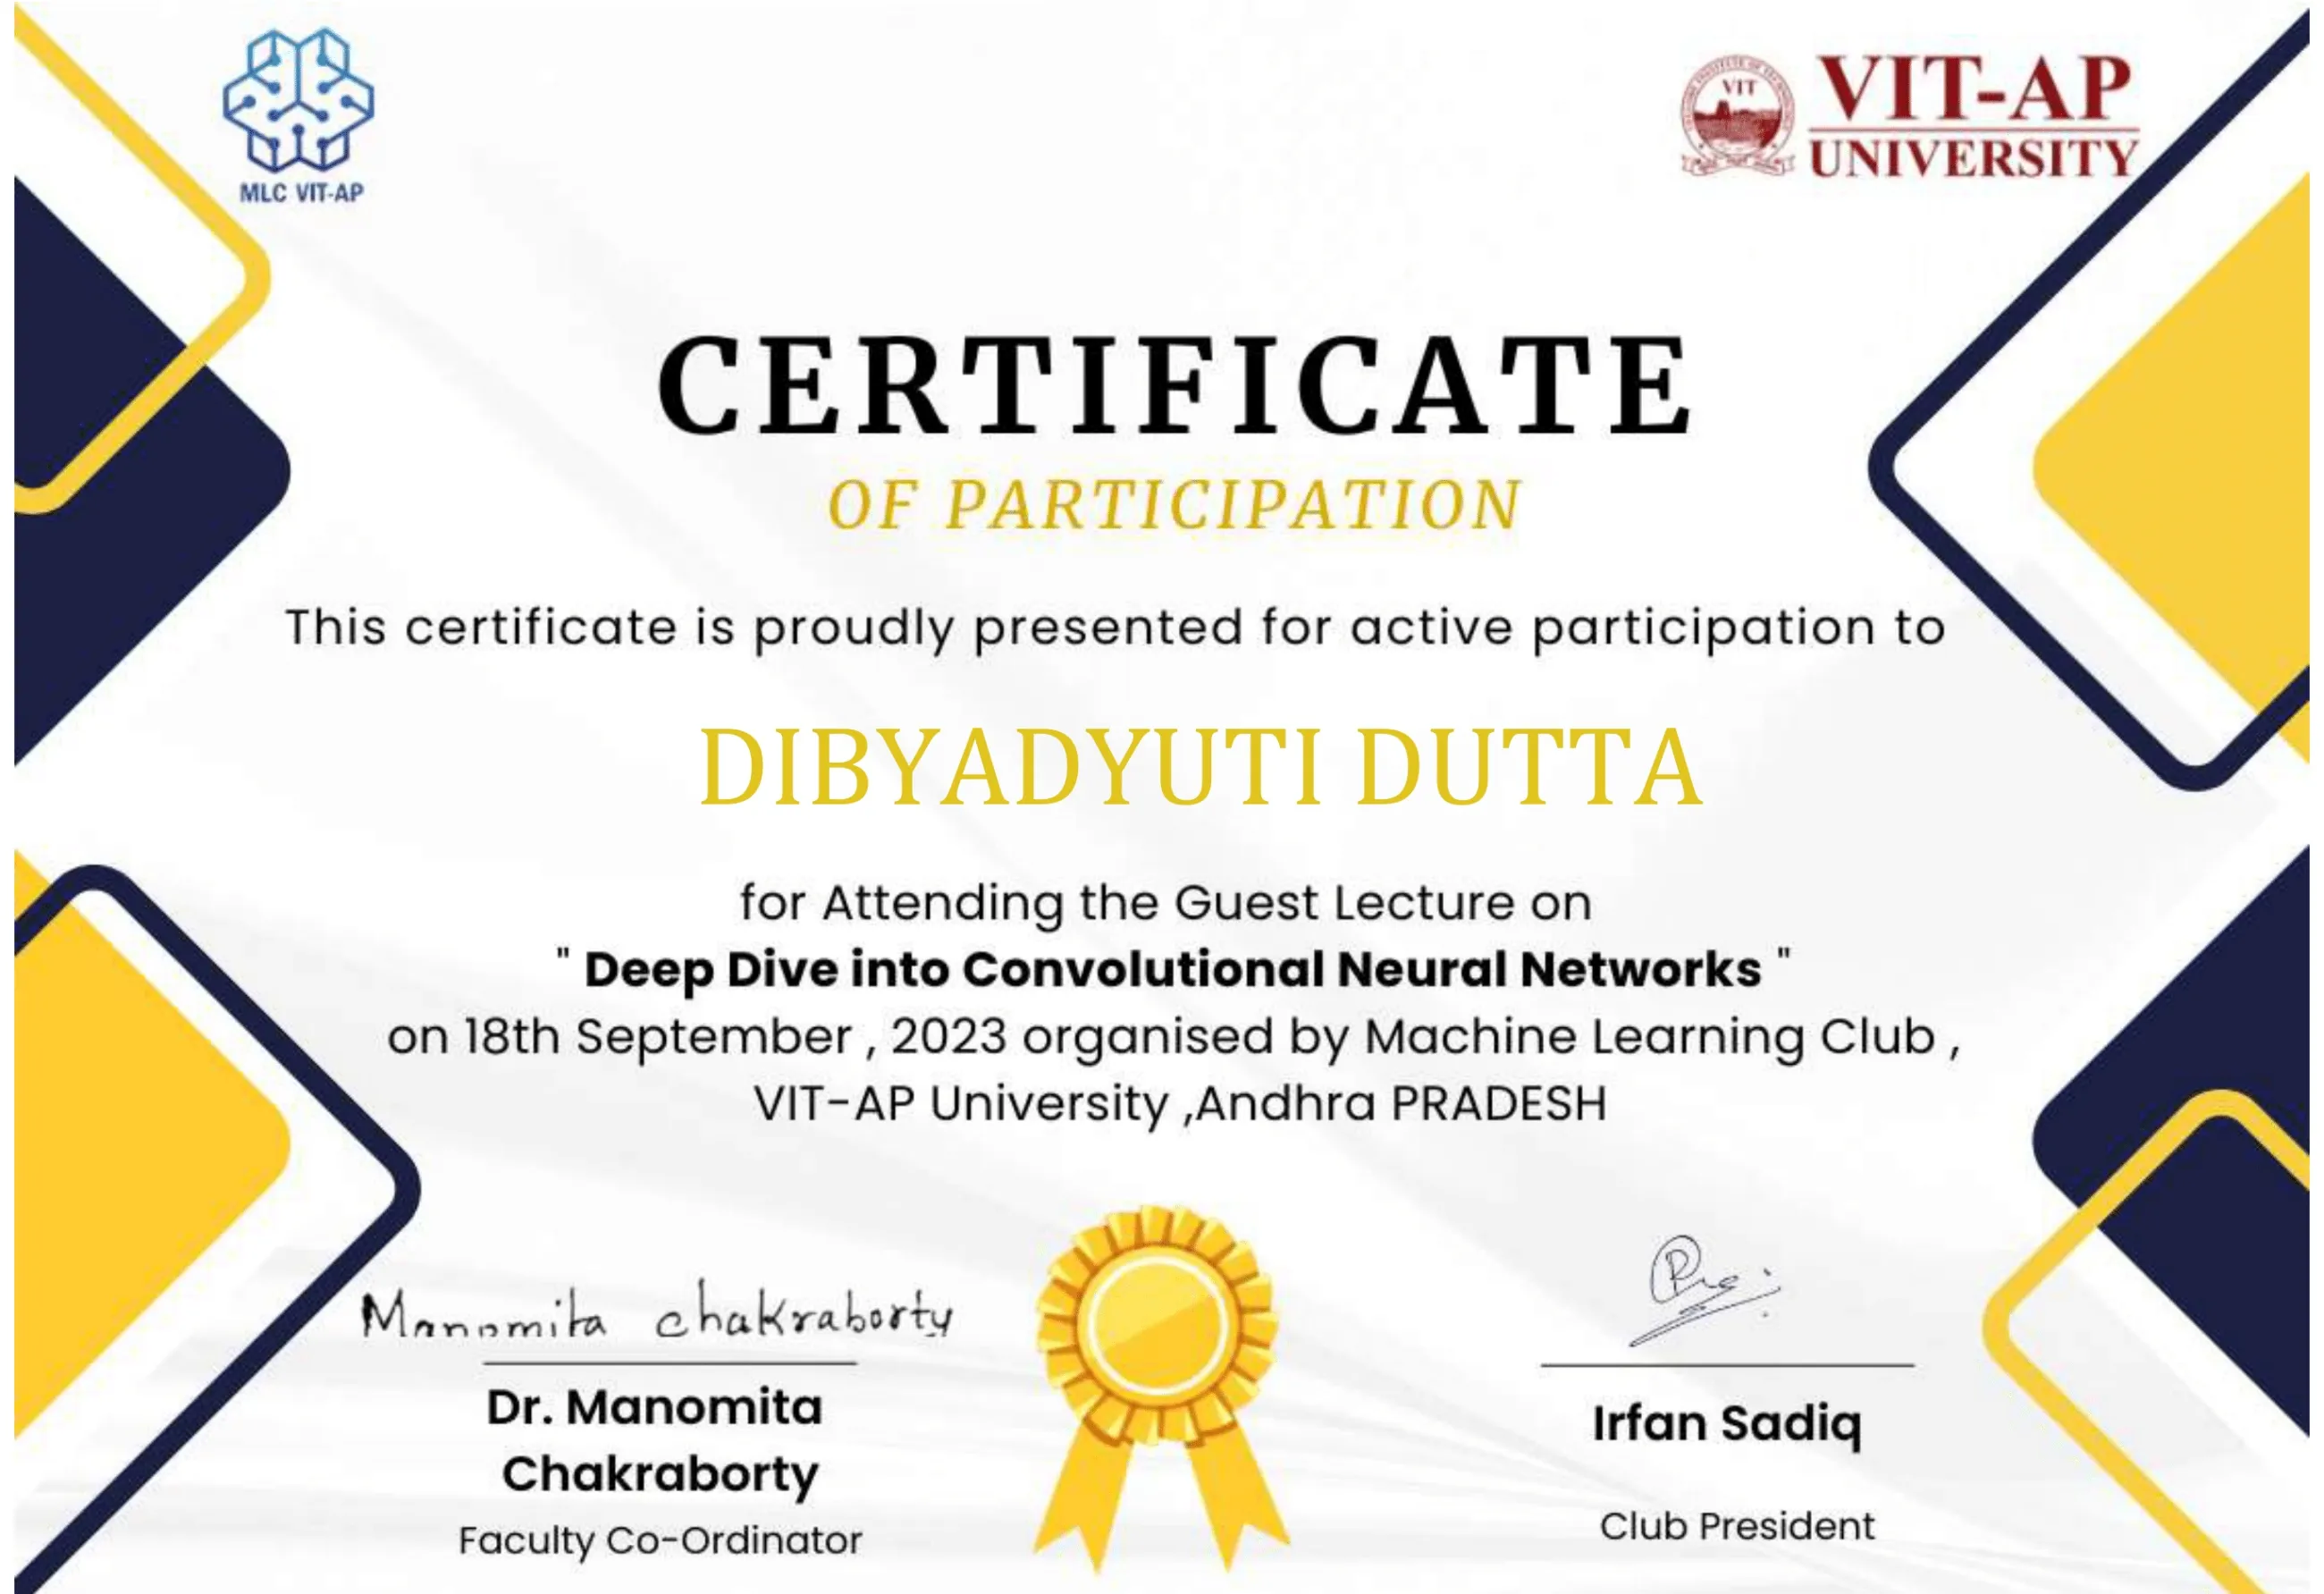 MLC VIT-AP
VIT
VIT-AP
UNIVERSITY
CERTIFICATE
OF PARTICIPATION
This certificate is proudly presented for active participation to
DIBYADYUTI DUTTA
for Attending the Guest Lecture on
" Deep Dive into Convolutional Neural Networks "
on 18th September , 2023 organised by Machine Learning Club ,
VIT-AP University ,Andhra PRADESH
Manomita Chakraborty
Dr. Manomita
Chakraborty
Faculty Co-Ordinator
Irfan Sadiq
Club President